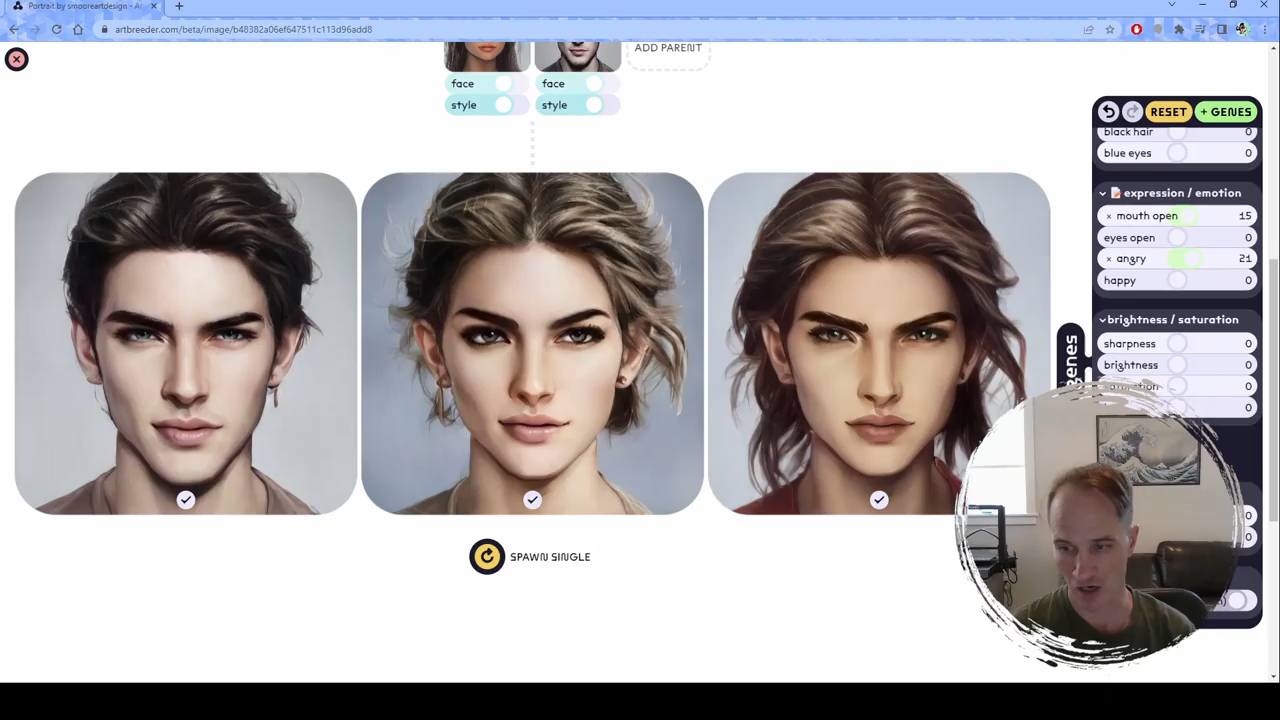 Portrait by smooreartdesign - Ar
artbreeder.com/beta/image/b48382a06ef647511c113d96add8
ADD PARENT
face
face
style
style
RESET
+ GENES
black hair 0
blue eyes 0
expression / emotion
× mouth open 15
eyes open 0
× angry 21
happy 0
brightness / saturation
sharpness 0
brightness 0
0
0
genes
0
0
SPAWN SINGLE